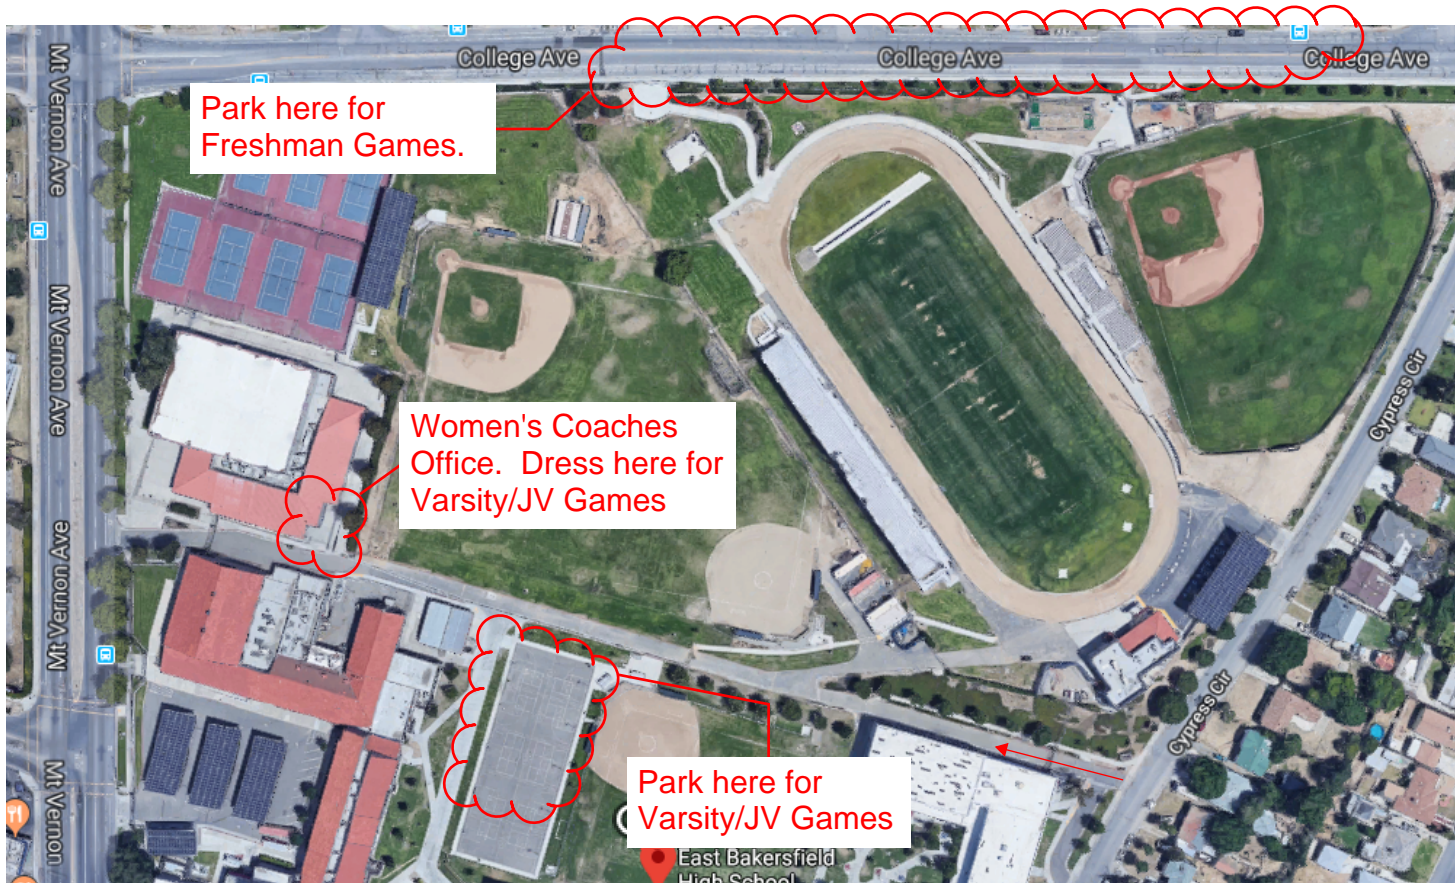 College Ave
College Ave
College Ave
Mt Vernon Ave
Park here for
Freshman Games.
Mt Vernon Ave
Cypress Cir
Women's Coaches
Office.  Dress here for
Varsity/JV Games
Mt Vernon Ave
Cypress Cir
Park here for
Varsity/JV Games
Mt Vernon
East Bakersfield
High School